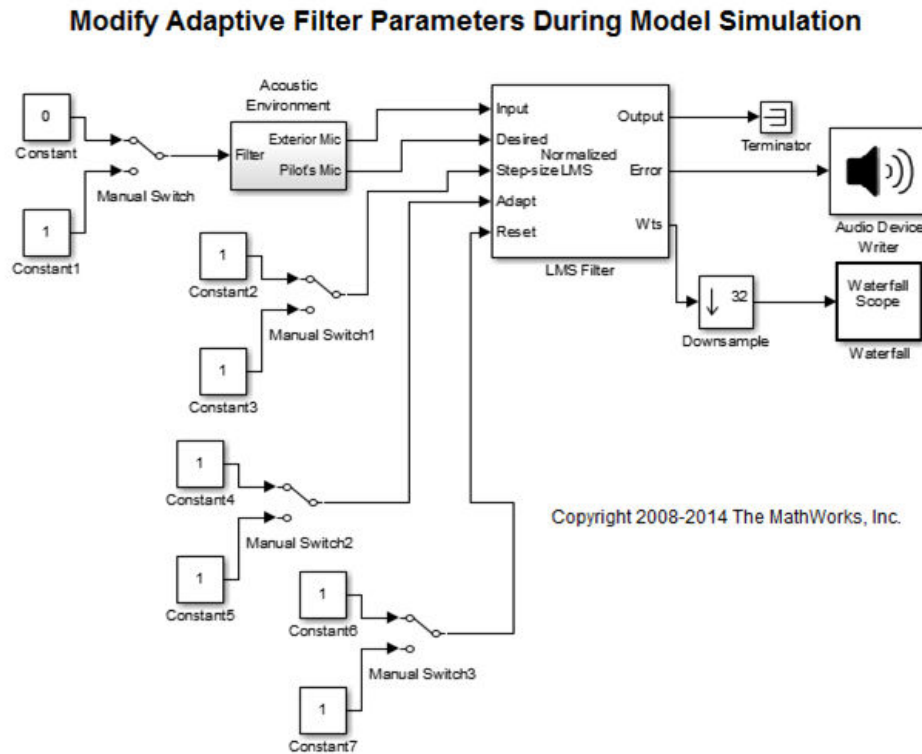 Modify Adaptive Filter Parameters During Model Simulation
0
Constant
1
Constant1
Manual Switch
Acoustic
Environment
Filter
Exterior Mic
Pilot's Mic
1
Constant2
1
Constant3
Manual Switch1
1
Constant4
1
Constant5
Manual Switch2
1
Constant6
1
Constant7
Manual Switch3
Input
Desired
Step-size
Adapt
Reset
Normalized
LMS
Output
Error
Wts
LMS Filter
Terminator
Audio Device
Writer
32
Downsample
Waterfall
Scope
Waterfall
Copyright 2008-2014 The MathWorks, Inc.